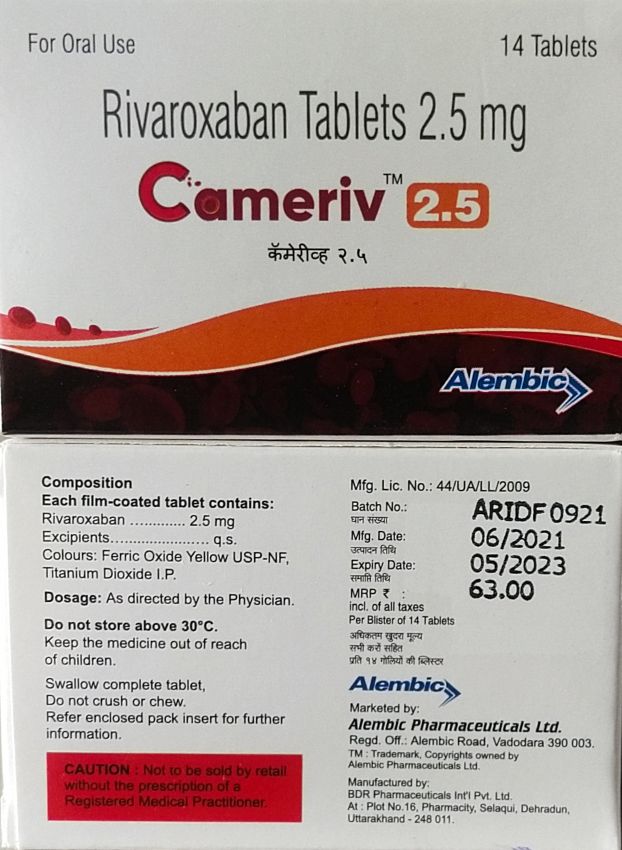 For Oral Use
14 Tablets
Rivaroxaban Tablets 2.5 mg
Cameriv™ 2.5
कॅमेरीव्ह २.५
Alembic
Composition
Each film-coated tablet contains:
Rivaroxaban ............. 2.5 mg
Excipients...................... q.s.
Colours: Ferric Oxide Yellow USP-NF,
Titanium Dioxide I.P.
Dosage: As directed by the Physician.
Do not store above 30°C.
Keep the medicine out of reach
of children.
Swallow complete tablet,
Do not crush or chew.
Refer enclosed pack insert for further
information.
CAUTION : Not to be sold by retail
without the prescription of a
Registered Medical Practitioner.
Mfg. Lic. No.: 44/UA/LL/2009
Batch No.: ARIDF0921
घान संख्या
Mfg. Date: 06/2021
उत्पादन तिथि
Expiry Date: 05/2023
समाप्ति तिथि
MRP ₹ : 63.00
incl. of all taxes
Per Blister of 14 Tablets
अधिकतम खुदरा मूल्य
सभी करों सहित
प्रति १४ गोलियों की ब्लिस्टर
Alembic
Marketed by:
Alembic Pharmaceuticals Ltd.
Regd. Off.: Alembic Road, Vadodara 390 003.
TM : Trademark, Copyrights owned by
Alembic Pharmaceuticals Ltd.
Manufactured by:
BDR Pharmaceuticals Int'l Pvt. Ltd.
At : Plot No.16, Pharmacity, Selaqui, Dehradun,
Uttarakhand - 248 011.